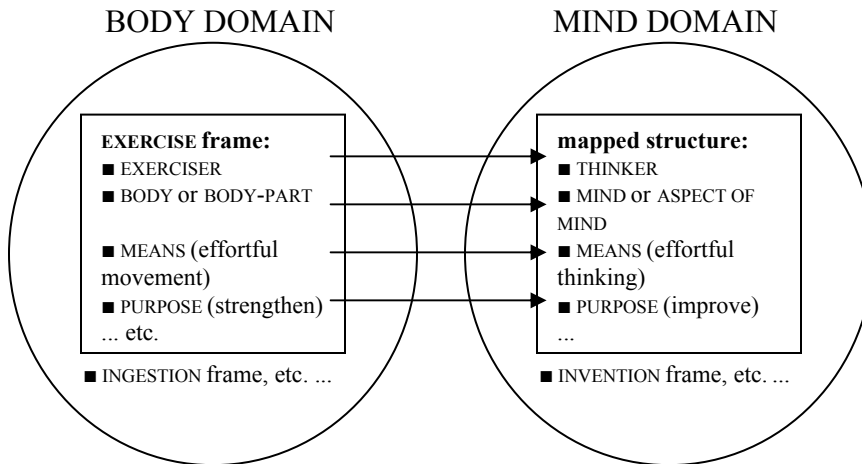 BODY DOMAIN
MIND DOMAIN
EXERCISE frame:
■ EXERCISER
■ BODY or BODY-PART
■ MEANS (effortful
movement)
■ PURPOSE (strengthen)
... etc.
■ INGESTION frame, etc. ...
mapped structure:
■ THINKER
■ MIND or ASPECT OF
MIND
■ MEANS (effortful
thinking)
■ PURPOSE (improve)
...
■ INVENTION frame, etc. ...